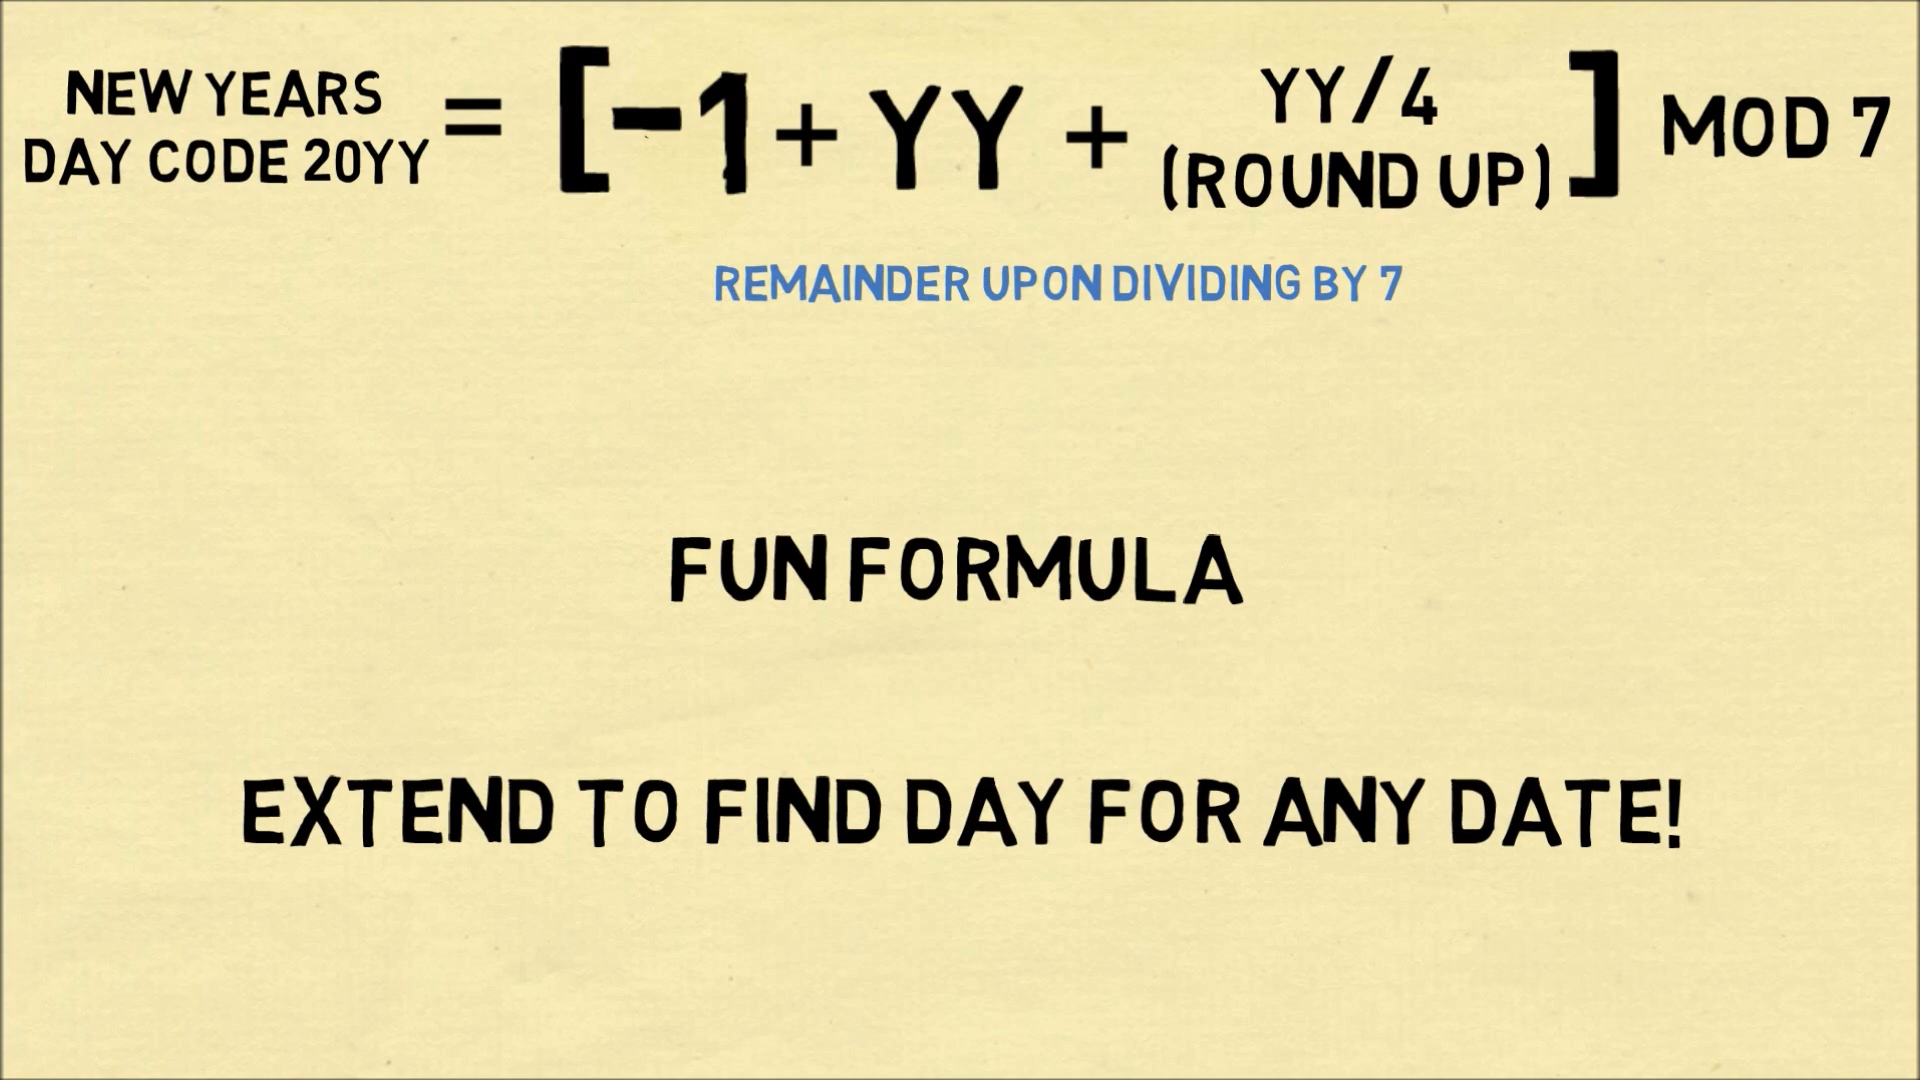 NEW YEARS
DAY CODE 20YY = [-1 + YY + YY/4 (ROUND UP)] MOD 7
REMAINDER UPON DIVIDING BY 7
FUN FORMULA
EXTEND TO FIND DAY FOR ANY DATE!